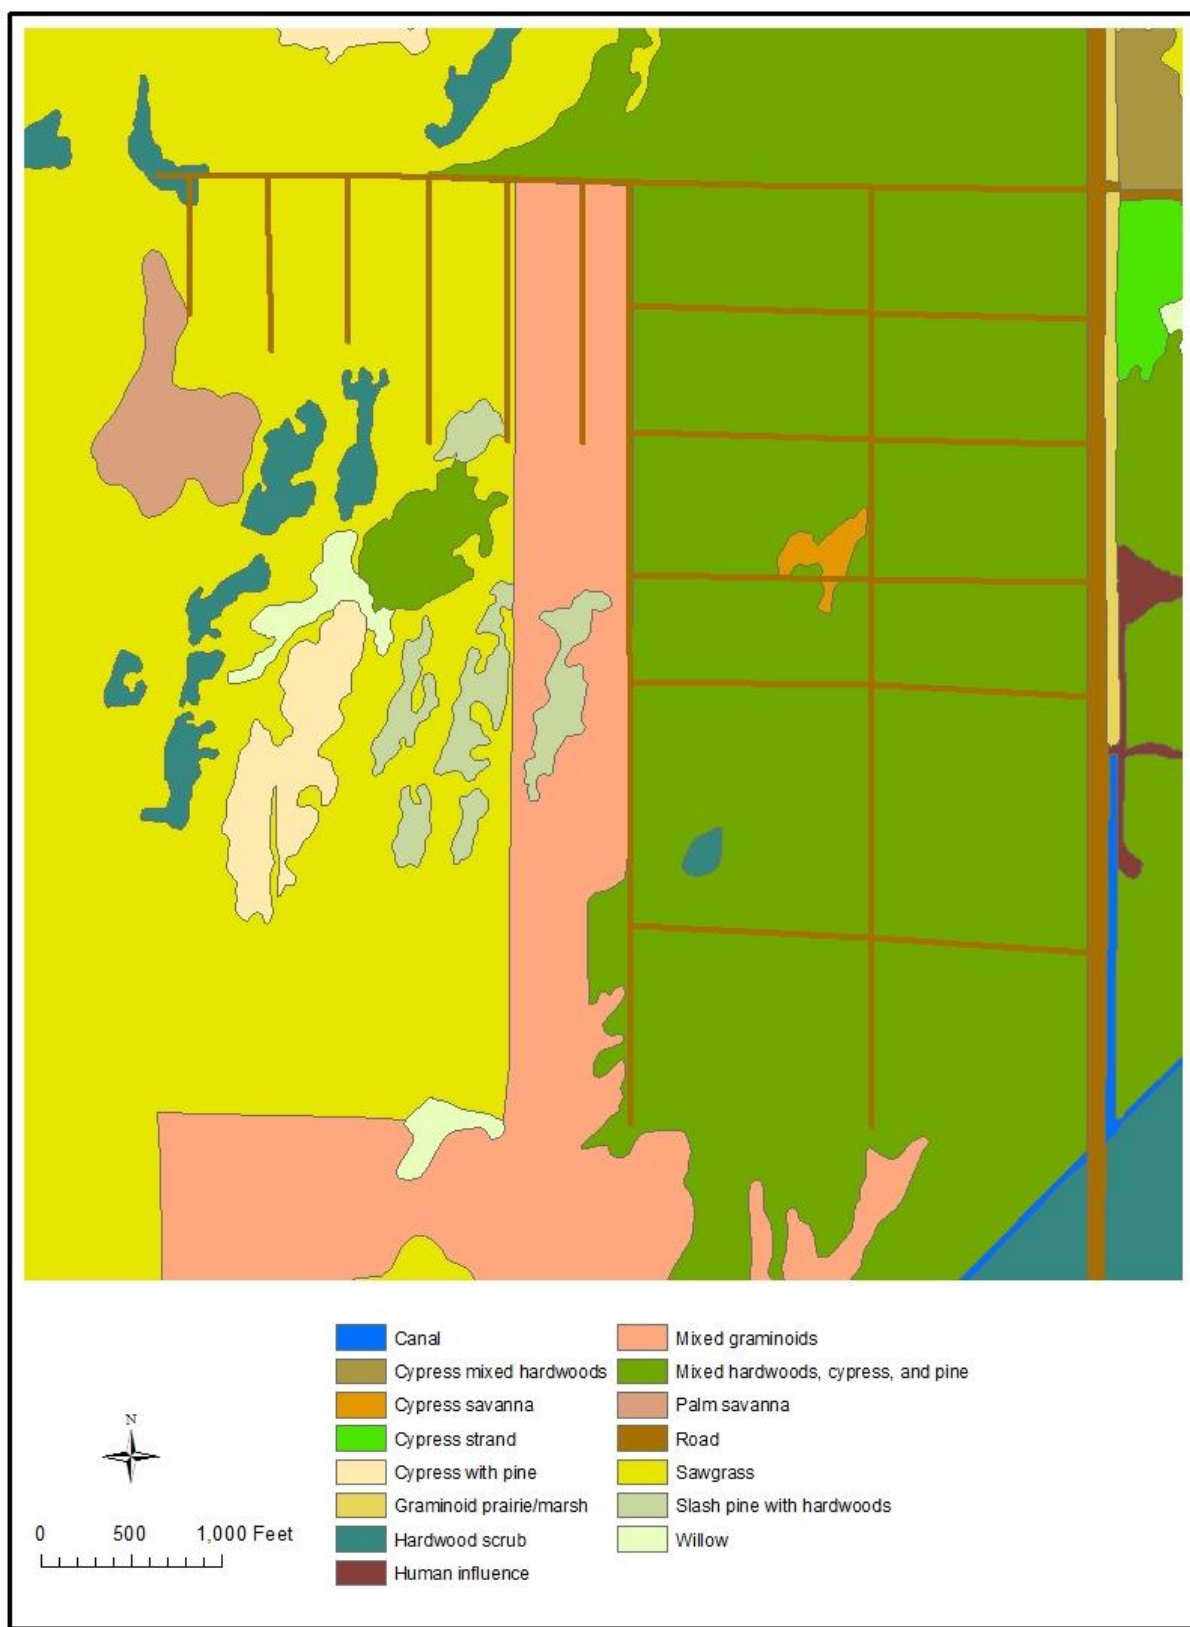 Canal
Cypress mixed hardwoods
Cypress savanna
Cypress strand
Cypress with pine
Graminoid prairie/marsh
Hardwood scrub
Human influence
Mixed graminoids
Mixed hardwoods, cypress, and pine
Palm savanna
Road
Sawgrass
Slash pine with hardwoods
Willow
N
0 500 1,000 Feet